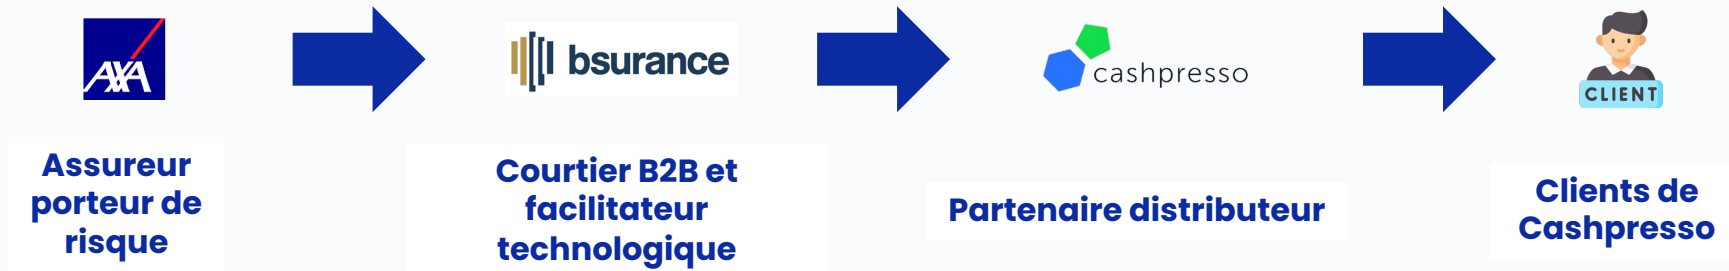 AXA
bsurance
cashpresso
CLIENT
Assureur
porteur de
risque
Courtier B2B et
facilitateur
technologique
Partenaire distributeur
Clients de
Cashpresso